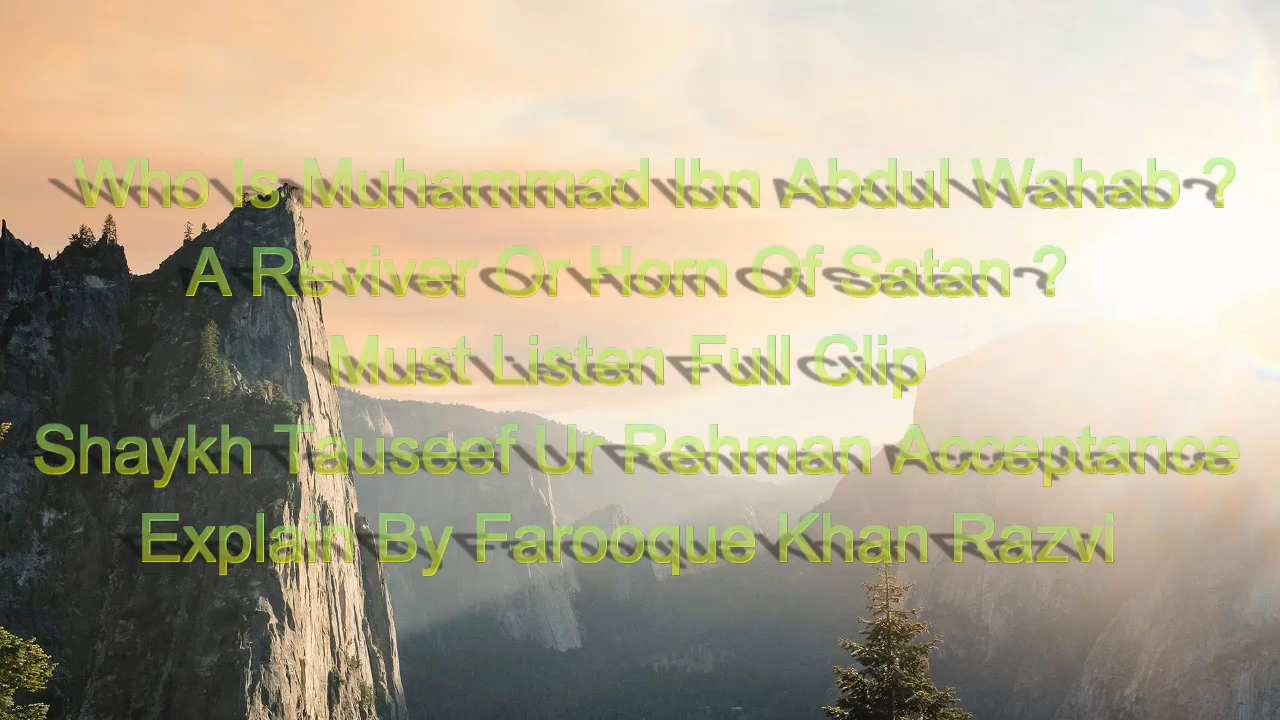 Who Is Muhammad Ibn Abdul Wahab ?
A Reviver Or Horn Of Satan ?
Must Listen Full Clip
Shaykh Tauseef Ur Rehman Acceptance
Explain By Farooque Khan Razvi